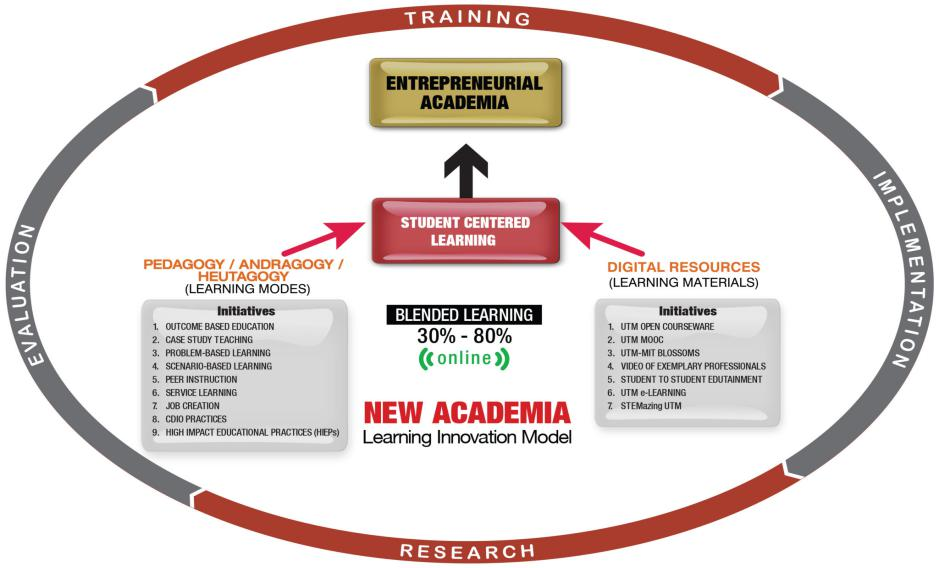 TRAINING
ENTREPRENEURIAL
ACADEMIA
IMPLEMENTATION
STUDENT CENTERED
LEARNING
EVALUATION
PEDAGOGY / ANDRAGOGY /
HEUTAGOGY
(LEARNING MODES)
Initiatives
1. OUTCOME BASED EDUCATION
2. CASE STUDY TEACHING
3. PROBLEM-BASED LEARNING
4. SCENARIO-BASED LEARNING
5. PEER INSTRUCTION
6. SERVICE LEARNING
7. JOB CREATION
8. CDIO PRACTICES
9. HIGH IMPACT EDUCATIONAL PRACTICES (HIEPs)
BLENDED LEARNING
30% - 80%
((online))
NEW ACADEMIA
Learning Innovation Model
DIGITAL RESOURCES
(LEARNING MATERIALS)
Initiatives
1. UTM OPEN COURSEWARE
2. UTM MOOC
3. UTM-MIT BLOSSOMS
4. VIDEO OF EXEMPLARY PROFESSIONALS
5. STUDENT TO STUDENT EDUTAINMENT
6. UTM e-LEARNING
7. STEMazing UTM
RESEARCH